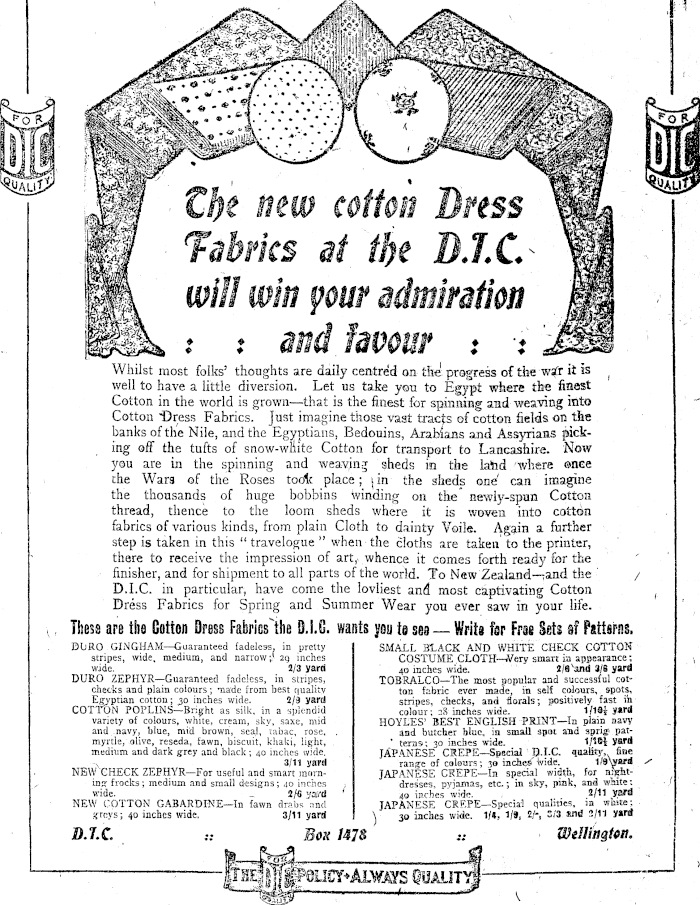 FOR
DIC
QUALITY
FOR
DIC
QUALITY
The new cotton Dress
Fabrics at the D.I.C.
will win your admiration
: : and favour : :
Whilst most folks' thoughts are daily centred on the progress of the war it is
well to have a little diversion. Let us take you to Egypt where the finest
Cotton in the world is grown—that is the finest for spinning and weaving into
Cotton Dress Fabrics. Just imagine those vast tracts of cotton fields on the
banks of the Nile, and the Egyptians, Bedouins, Arabians and Assyrians pick-
ing off the tufts of snow-white Cotton for transport to Lancashire. Now
you are in the spinning and weaving sheds in the land where once
the Wars of the Roses took place; in the sheds one can imagine
the thousands of huge bobbins winding on the newly-spun Cotton
thread, thence to the loom sheds where it is woven into cotton
fabrics of various kinds, from plain Cloth to dainty Voile. Again a further
step is taken in this "travelogue" when the cloths are taken to the printer,
there to receive the impression of art, whence it comes forth ready for the
finisher, and for shipment to all parts of the world. To New Zealand—and the
D.I.C. in particular, have come the lovliest and most captivating Cotton
Dress Fabrics for Spring and Summer Wear you ever saw in your life.
These are the Cotton Dress Fabrics the D.I.C. wants you to see — Write for Free Sets of Patterns.
DURO GINGHAM—Guaranteed fadeless, in pretty
stripes, wide, medium, and narrow; 29 inches
wide. 2/3 yard
DURO ZEPHYR—Guaranteed fadeless, in stripes,
checks and plain colours; made from best quality
Egyptian cotton; 30 inches wide. 2/9 yard
COTTON POPLINS—Bright as silk, in a splendid
variety of colours, white, cream, sky, saxe, mid
and navy, blue, mid brown, seal, tabac, rose,
myrtle, olive, reseda, fawn, biscuit, khaki, light,
medium and dark grey and black; 40 inches wide.
3/11 yard
NEW CHECK ZEPHYR—For useful and smart morn-
ing frocks; medium and small designs; 40 inches
wide. 2/6 yard
NEW COTTON GABARDINE—In fawn drabs and
greys; 40 inches wide. 3/11 yard
SMALL BLACK AND WHITE CHECK COTTON
COSTUME CLOTH—Very smart in appearance;
40 inches wide. 2/6 and 3/6 yard
TOBRALCO—The most popular and successful cot-
ton fabric ever made, in self colours, spots,
stripes, checks, and florals; positively fast in
colour; 28 inches wide. 1/10½ yard
HOYLES' BEST ENGLISH PRINT—In plain navy
and butcher blue, in small spot and sprig pat-
terns; 30 inches wide. 1/10½ yard
JAPANESE CREPE—Special D.I.C. quality, fine
range of colours; 30 inches wide. 1/9 yard
JAPANESE CREPE—In special width, for night-
dresses, pyjamas, etc.; in sky, pink, and white;
40 inches wide. 2/11 yard
JAPANESE CREPE—Special qualities, in white;
30 inches wide. 1/4, 1/9, 2/-, 2/3 and 2/11 yard
D.I.C. :: Box 1478 :: Wellington.
THE DIC POLICY·ALWAYS QUALITY
FOR
QUALITY